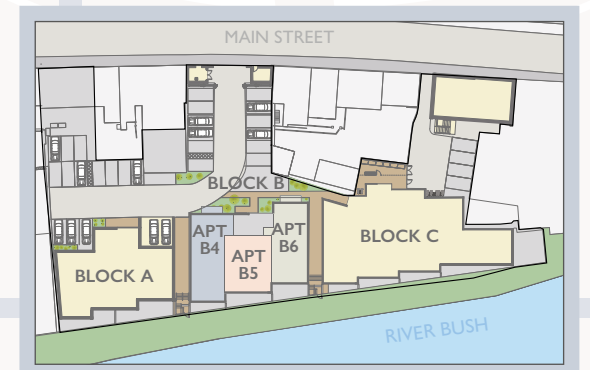 MAIN STREET
BLOCK B
APT
B4
APT
B5
APT
B6
BLOCK A
BLOCK C
RIVER BUSH